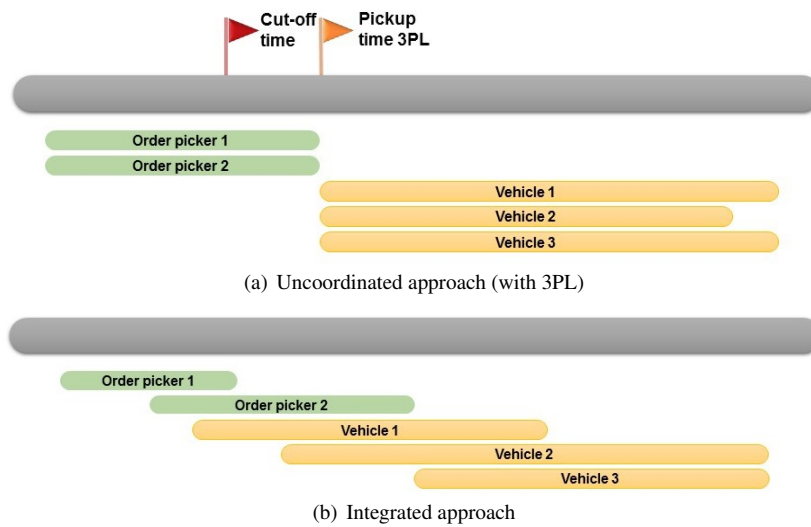 Cut-off
time
Pickup
time 3PL
Order picker 1
Order picker 2
Vehicle 1
Vehicle 2
Vehicle 3
(a) Uncoordinated approach (with 3PL)
Order picker 1
Order picker 2
Vehicle 1
Vehicle 2
Vehicle 3
(b) Integrated approach